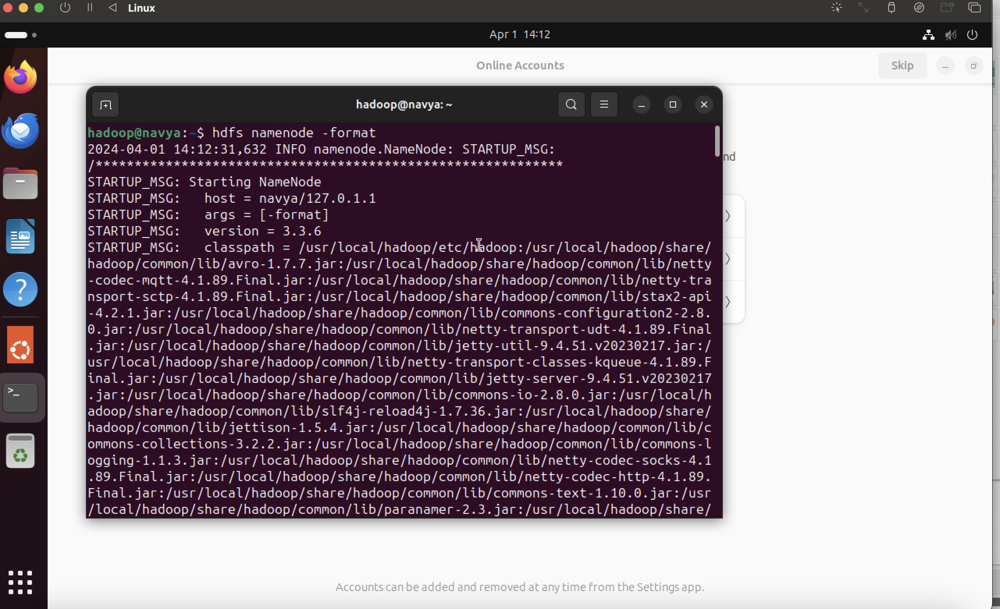 Linux
Apr 1 14:12
Online Accounts
Skip
hadoop@navya: ~
hadoop@navya:~$ hdfs namenode -format
2024-04-01 14:12:31,632 INFO namenode.NameNode: STARTUP_MSG:
/************************************************************
STARTUP_MSG: Starting NameNode
STARTUP_MSG:   host = navya/127.0.1.1
STARTUP_MSG:   args = [-format]
STARTUP_MSG:   version = 3.3.6
STARTUP_MSG:   classpath = /usr/local/hadoop/etc/hadoop:/usr/local/hadoop/share/
hadoop/common/lib/avro-1.7.7.jar:/usr/local/hadoop/share/hadoop/common/lib/netty
-codec-mqtt-4.1.89.Final.jar:/usr/local/hadoop/share/hadoop/common/lib/netty-tra
nsport-sctp-4.1.89.Final.jar:/usr/local/hadoop/share/hadoop/common/lib/stax2-api
-4.2.1.jar:/usr/local/hadoop/share/hadoop/common/lib/commons-configuration2-2.8.
0.jar:/usr/local/hadoop/share/hadoop/common/lib/netty-transport-udt-4.1.89.Final
.jar:/usr/local/hadoop/share/hadoop/common/lib/jetty-util-9.4.51.v20230217.jar:/
usr/local/hadoop/share/hadoop/common/lib/netty-transport-classes-kqueue-4.1.89.F
inal.jar:/usr/local/hadoop/share/hadoop/common/lib/jetty-server-9.4.51.v20230217
.jar:/usr/local/hadoop/share/hadoop/common/lib/commons-io-2.8.0.jar:/usr/local/h
adoop/share/hadoop/common/lib/slf4j-reload4j-1.7.36.jar:/usr/local/hadoop/share/
hadoop/common/lib/jettison-1.5.4.jar:/usr/local/hadoop/share/hadoop/common/lib/c
ommons-collections-3.2.2.jar:/usr/local/hadoop/share/hadoop/common/lib/commons-l
ogging-1.1.3.jar:/usr/local/hadoop/share/hadoop/common/lib/netty-codec-socks-4.1
.89.Final.jar:/usr/local/hadoop/share/hadoop/common/lib/netty-codec-http-4.1.89.
Final.jar:/usr/local/hadoop/share/hadoop/common/lib/commons-text-1.10.0.jar:/usr
/local/hadoop/share/hadoop/common/lib/paranamer-2.3.jar:/usr/local/hadoop/share/
nd
Accounts can be added and removed at any time from the Settings app.